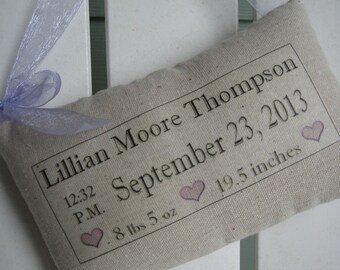 Lillian Moore Thompson
12:32 P.M. September 23, 2013
8 lbs 5 oz 19.5 inches